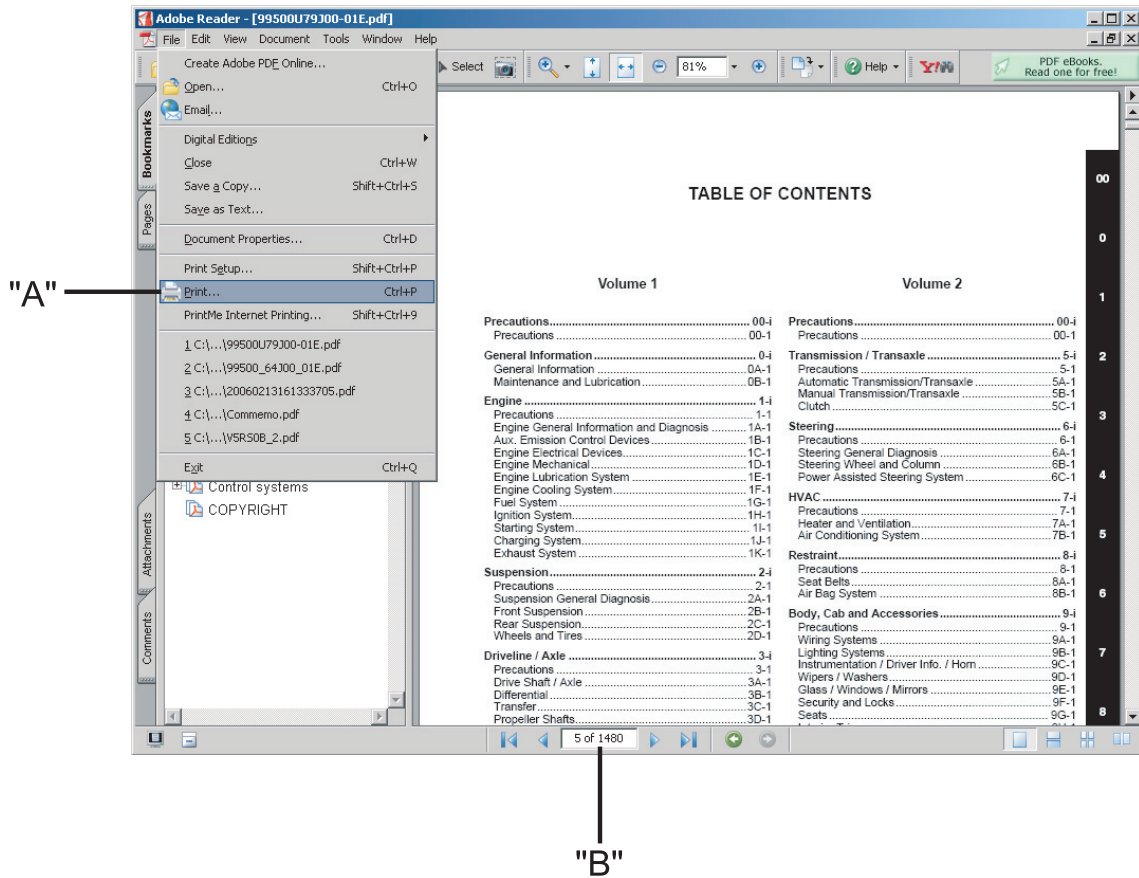 Adobe Reader - [99500U79J00-01E.pdf]
File Edit View Document Tools Window Help
Select 81% Help Y! PDF eBooks.
Read one for free!
Create Adobe PDF Online...
Open... Ctrl+O
Email...
Digital Editions
Close Ctrl+W
Save a Copy... Shift+Ctrl+S
Save as Text...
Document Properties... Ctrl+D
Print Setup... Shift+Ctrl+P
Print... Ctrl+P
PrintMe Internet Printing... Shift+Ctrl+9
1 C:\...\99500U79J00-01E.pdf
2 C:\...\99500_64J00_01E.pdf
3 C:\...\20060213161333705.pdf
4 C:\...\Commemo.pdf
5 C:\...\V5RS0B_2.pdf
Exit Ctrl+Q
"A"
Bookmarks
Pages
Attachments
Comments
Control systems
COPYRIGHT
TABLE OF CONTENTS
Volume 1
Precautions 00-i
Precautions 00-1
General Information 0-i
General Information 0A-1
Maintenance and Lubrication 0B-1
Engine 1-i
Precautions 1-1
Engine General Information and Diagnosis 1A-1
Aux. Emission Control Devices 1B-1
Engine Electrical Devices 1C-1
Engine Mechanical 1D-1
Engine Lubrication System 1E-1
Engine Cooling System 1F-1
Fuel System 1G-1
Ignition System 1H-1
Starting System 1I-1
Charging System 1J-1
Exhaust System 1K-1
Suspension 2-i
Precautions 2-1
Suspension General Diagnosis 2A-1
Front Suspension 2B-1
Rear Suspension 2C-1
Wheels and Tires 2D-1
Driveline / Axle 3-i
Precautions 3-1
Drive Shaft / Axle 3A-1
Differential 3B-1
Transfer 3C-1
Propeller Shafts 3D-1
Volume 2
Precautions 00-i
Precautions 00-1
Transmission / Transaxle 5-i
Precautions 5-1
Automatic Transmission/Transaxle 5A-1
Manual Transmission/Transaxle 5B-1
Clutch 5C-1
Steering 6-i
Precautions 6-1
Steering General Diagnosis 6A-1
Steering Wheel and Column 6B-1
Power Assisted Steering System 6C-1
HVAC 7-i
Precautions 7-1
Heater and Ventilation 7A-1
Air Conditioning System 7B-1
Restraint 8-i
Precautions 8-1
Seat Belts 8A-1
Air Bag System 8B-1
Body, Cab and Accessories 9-i
Precautions 9-1
Wiring Systems 9A-1
Lighting Systems 9B-1
Instrumentation / Driver Info. / Horn 9C-1
Wipers / Washers 9D-1
Glass / Windows / Mirrors 9E-1
Security and Locks 9F-1
Seats 9G-1
00
0
1
2
3
4
5
6
7
8
5 of 1480
"B"